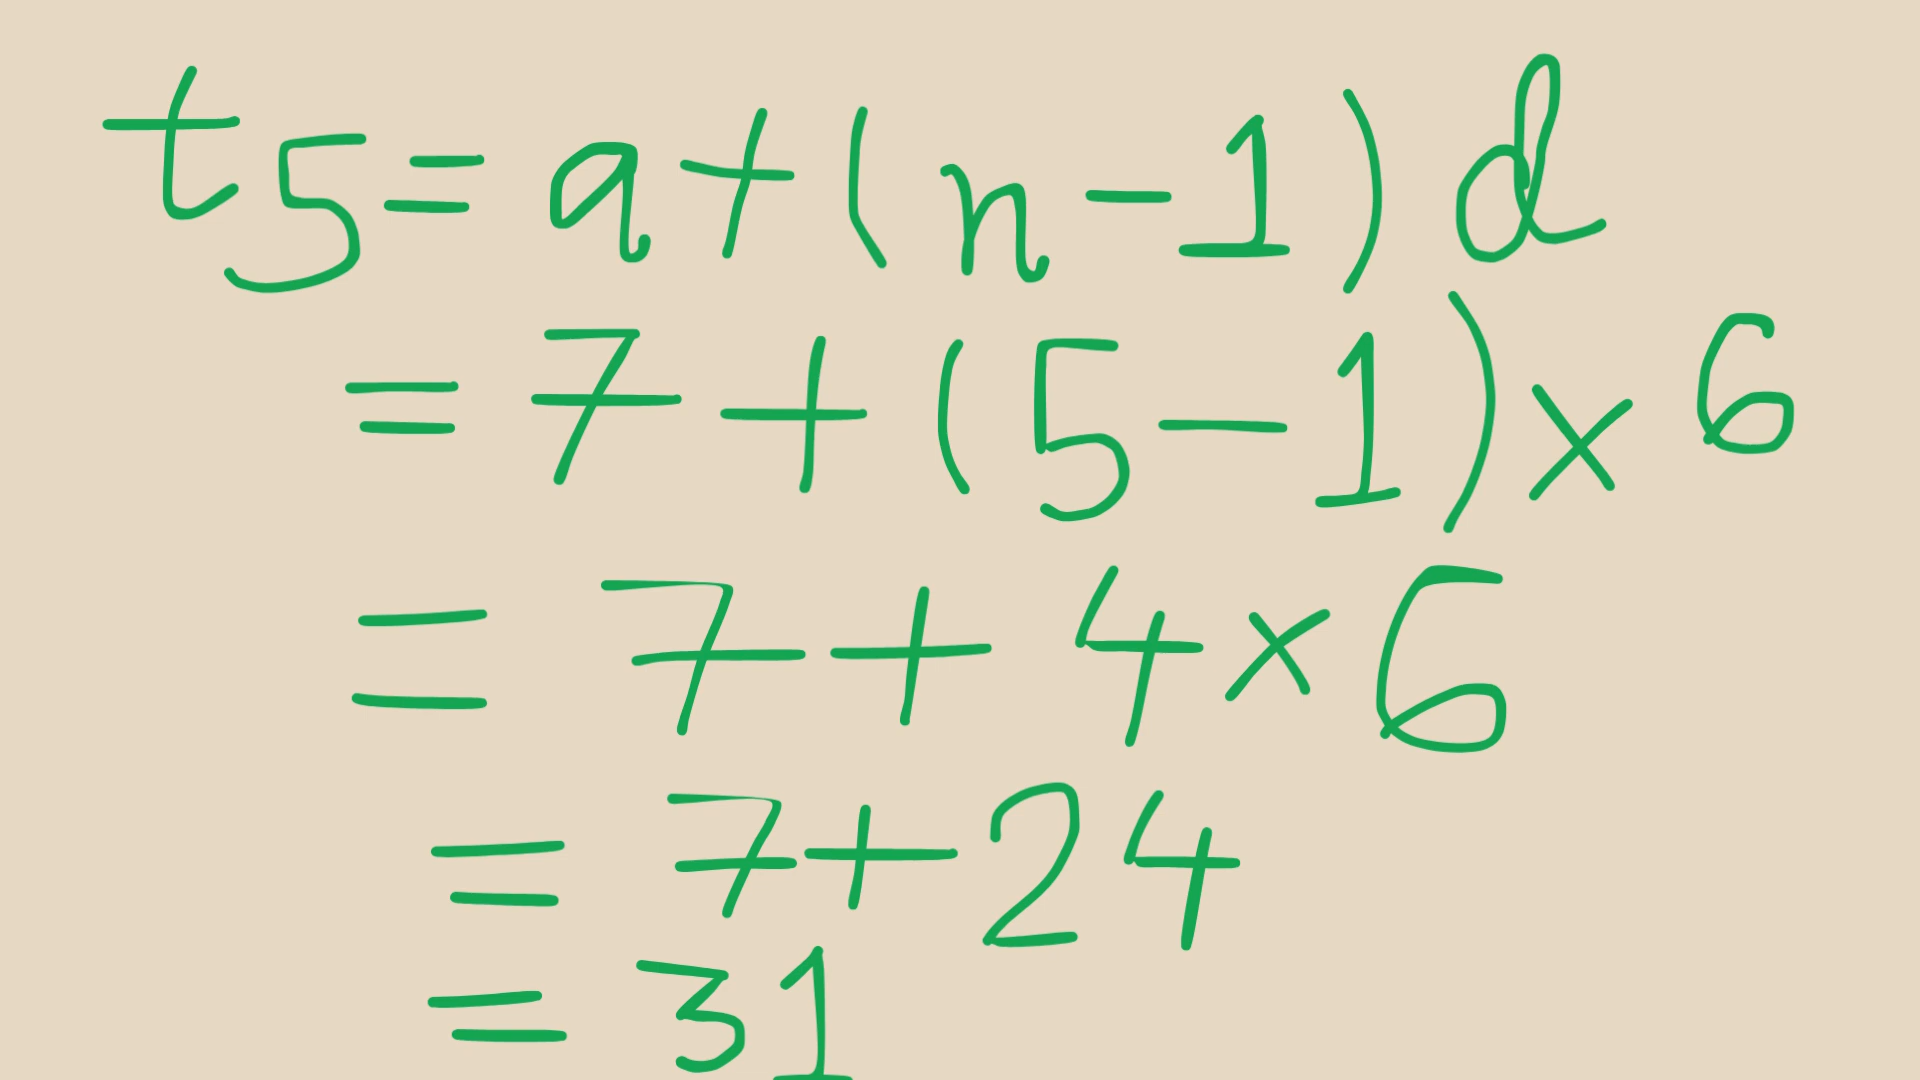 t₅ = a + (n - 1) d
= 7 + (5 - 1) × 6
= 7 + 4 × 6
= 7 + 24
= 31